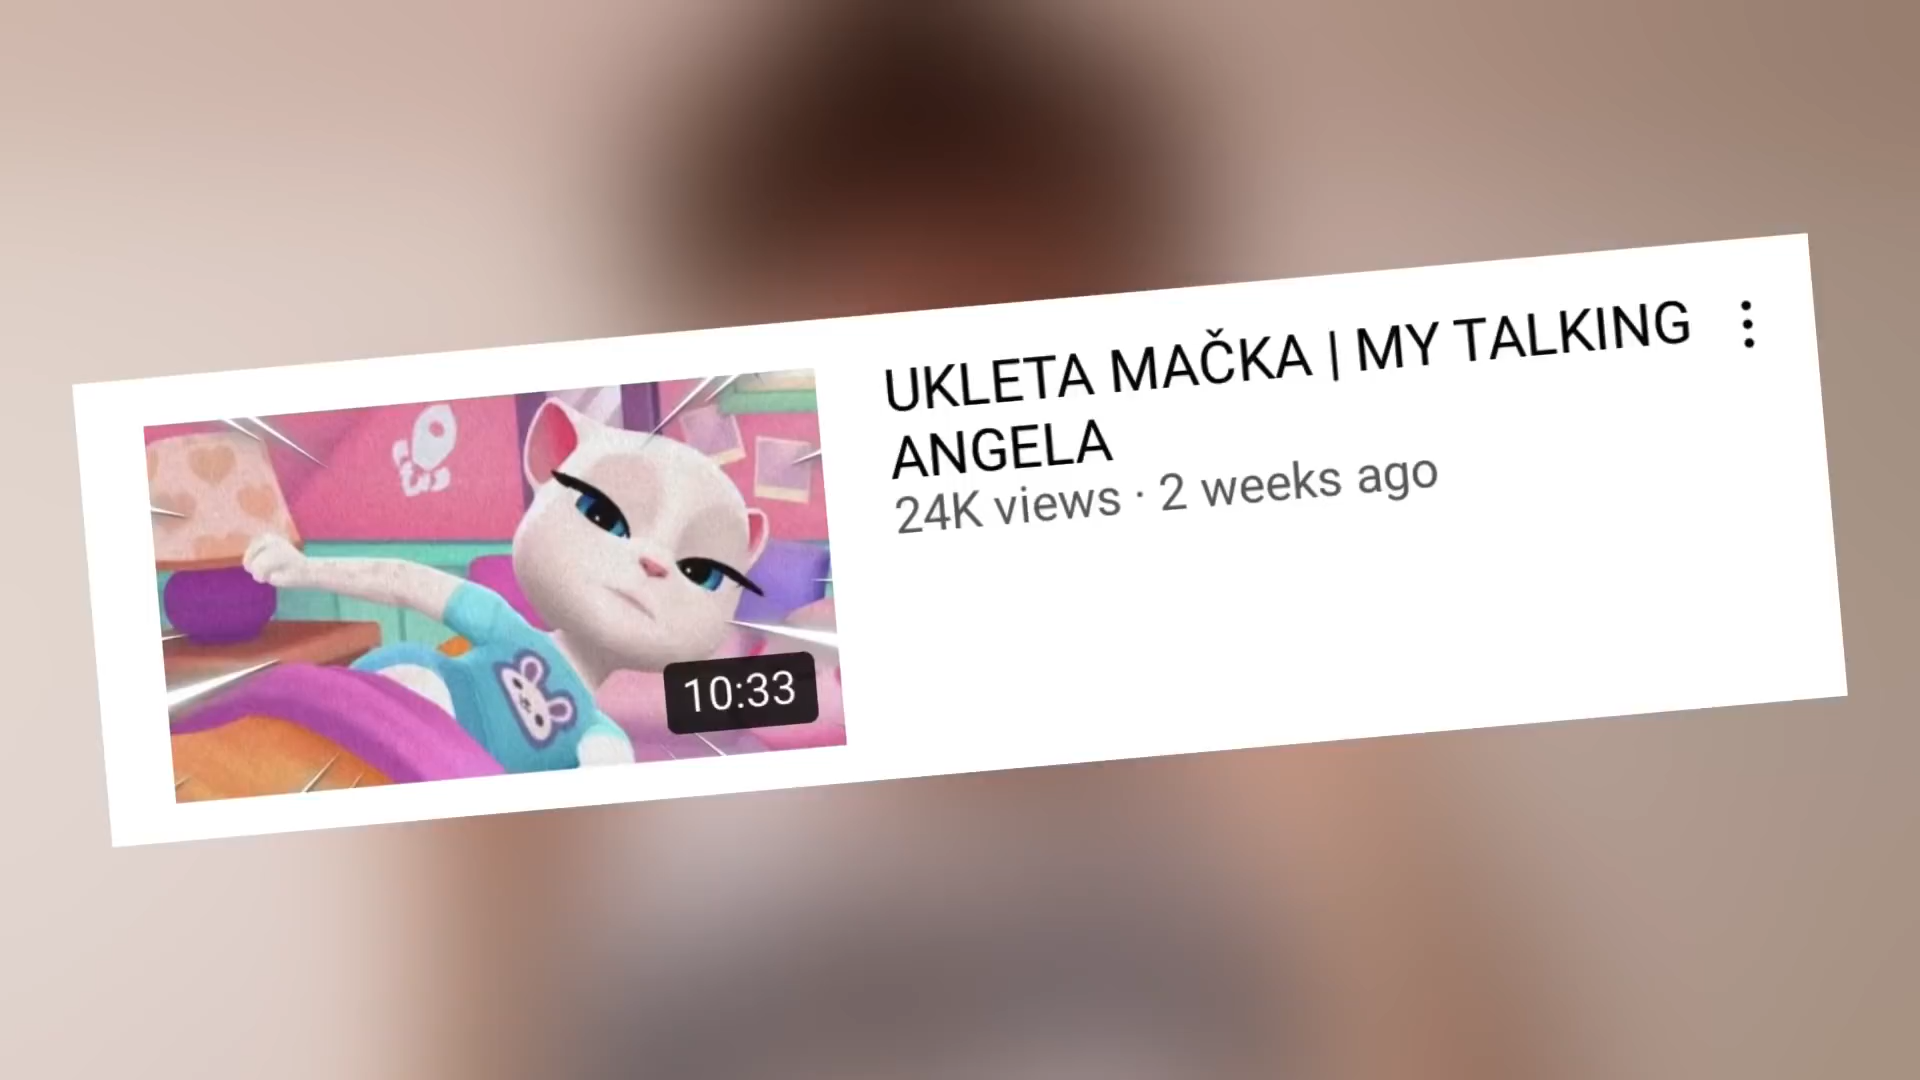 UKLETA MAČKA | MY TALKING
ANGELA
24K views · 2 weeks ago
10:33